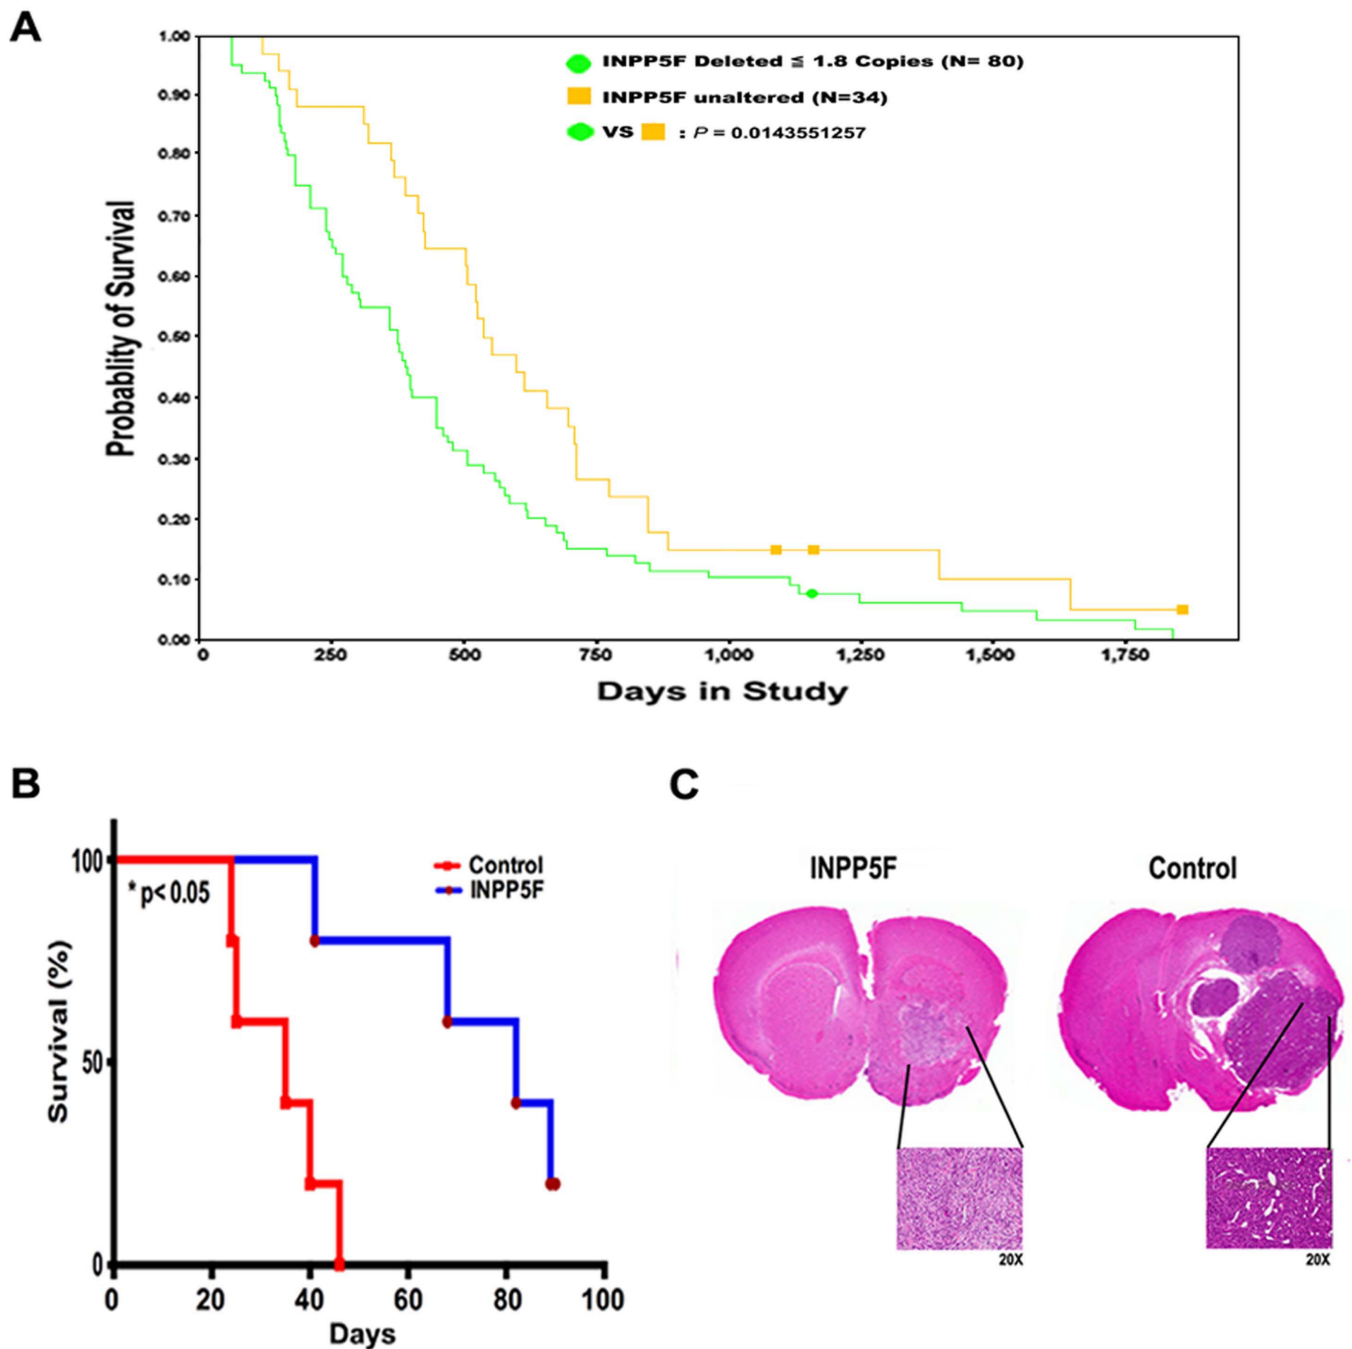 A
1.00
0.90
0.80
0.70
0.60
0.50
0.40
0.30
0.20
0.10
0.00
Probablity of Survival
INPP5F Deleted ≦ 1.8 Copies (N= 80)
INPP5F unaltered (N=34)
VS : P = 0.0143551257
0 250 500 750 1,000 1,250 1,500 1,750
Days in Study
B
100
50
0
Survival (%)
* p< 0.05
Control
INPP5F
0 20 40 60 80 100
Days
C
INPP5F Control
20X 20X